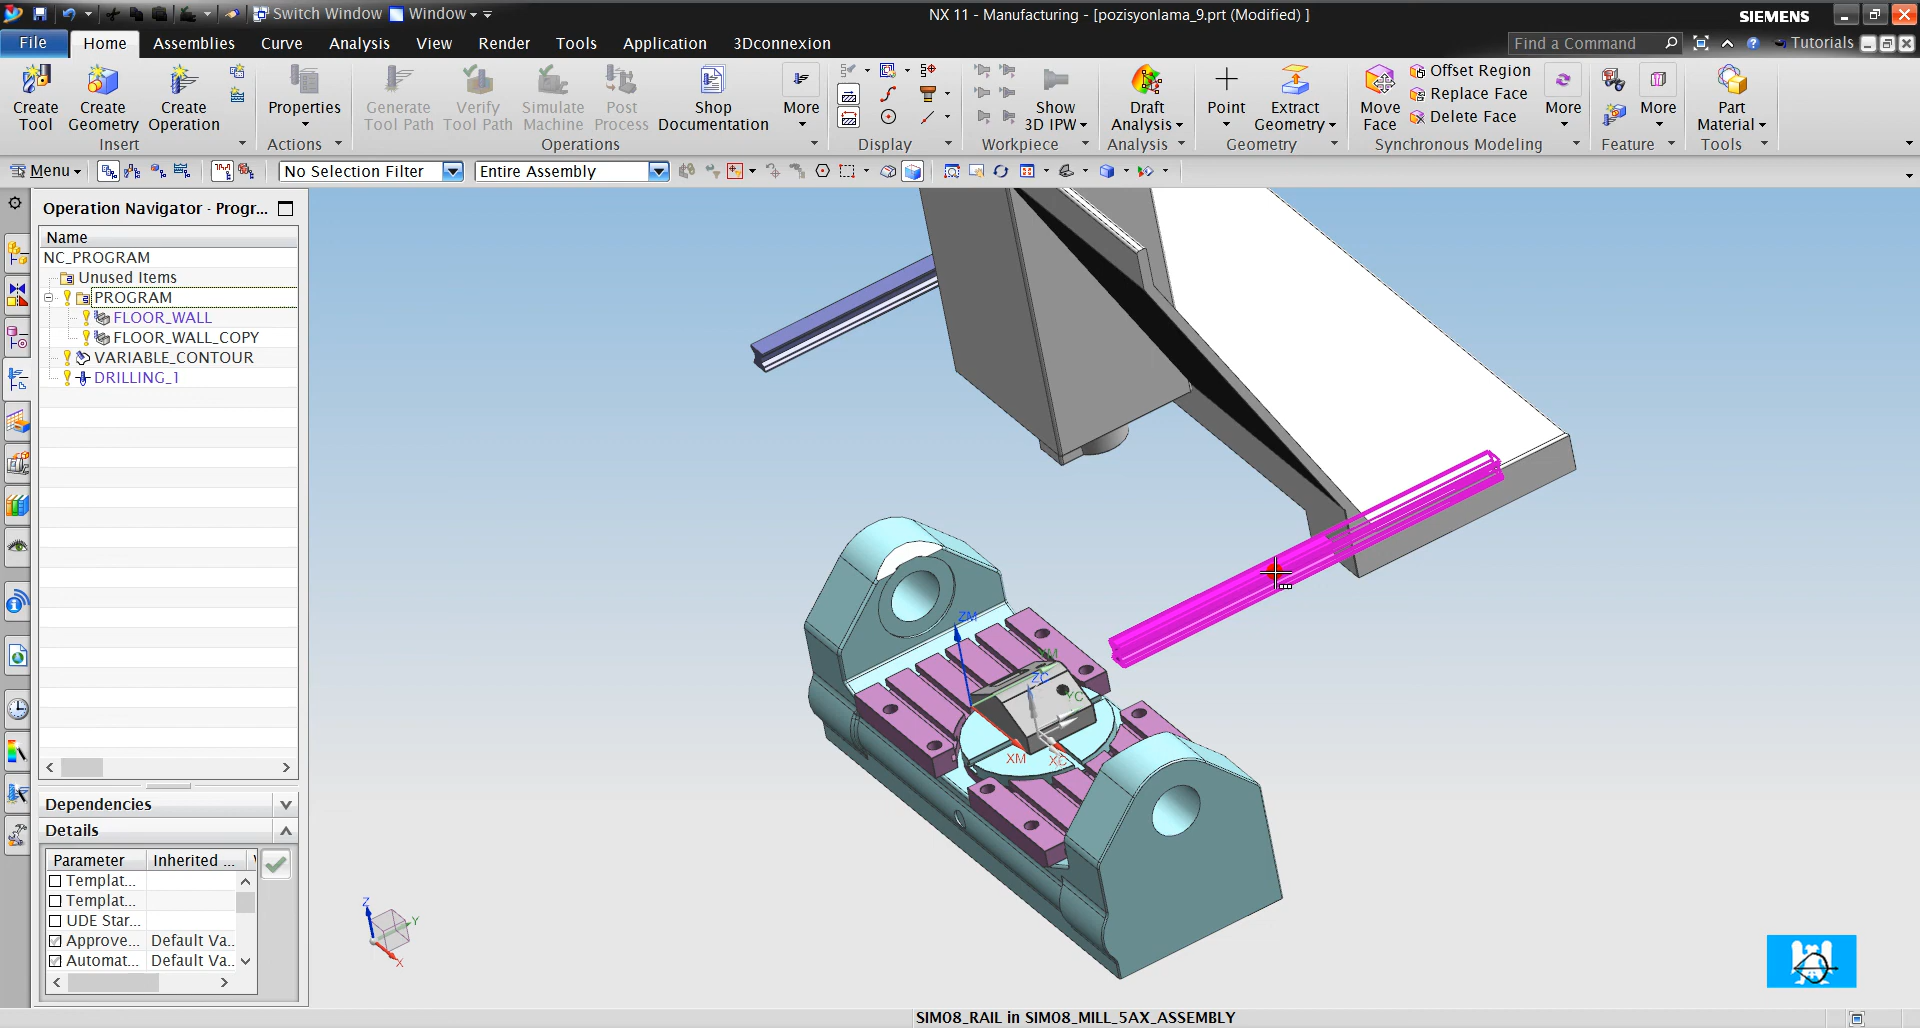 Switch Window Window NX 11 - Manufacturing - [pozisyonlama_9.prt (Modified) ] SIEMENS
File Home Assemblies Curve Analysis View Render Tools Application 3Dconnexion Find a Command Tutorials
Create Tool Create Geometry Create Operation Properties Generate Tool Path Verify Tool Path Simulate Machine Post Process Shop Documentation More Show 3D IPW Draft Analysis Point Extract Geometry Move Face Offset Region Replace Face Delete Face More More Part Material
Insert Actions Operations Display Workpiece Analysis Geometry Synchronous Modeling Feature Tools
Menu No Selection Filter Entire Assembly
Operation Navigator - Progr...
Name
NC_PROGRAM
Unused Items
PROGRAM
FLOOR_WALL
FLOOR_WALL_COPY
VARIABLE_CONTOUR
DRILLING_1
ZM
YM
ZC
YC
XM
XC
Dependencies
Details
Parameter Inherited ...
Templat...
Templat...
UDE Star...
Approve... Default Va..
Automat... Default Va..
Z
Y
X
SIM08_RAIL in SIM08_MILL_5AX_ASSEMBLY